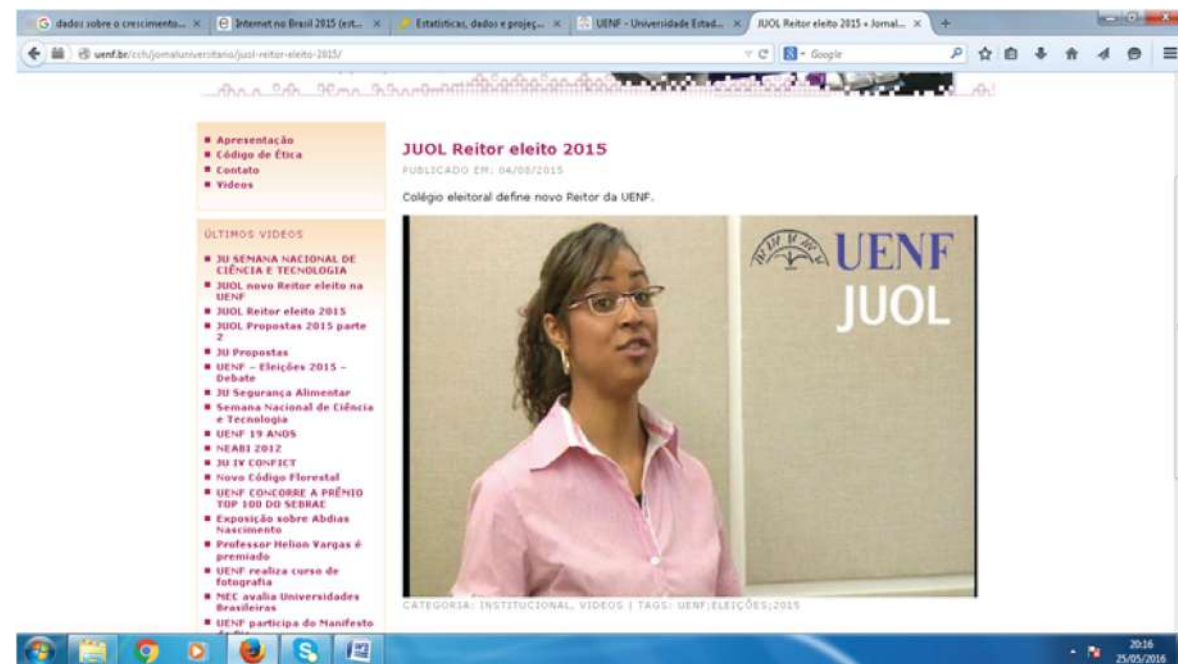 dados sobre o crescimento...
Internet no Brasil 2015 (est...
Estatísticas, dados e projeç...
UENF - Universidade Estad...
JUOL Reitor eleito 2015 « Jornal...
uenf.br/cch/jornaluniversitario/juol-reitor-eleito-2015/
Google
Apresentação
Código de Ética
Contato
Videos
ÚLTIMOS VIDEOS
JU SEMANA NACIONAL DE
CIÊNCIA E TECNOLOGIA
JUOL novo Reitor eleito na
UENF
JUOL Reitor eleito 2015
JUOL Propostas 2015 parte
2
JU Propostas
UENF – Eleições 2015 –
Debate
JU Segurança Alimentar
Semana Nacional de Ciência
e Tecnologia
UENF 19 ANOS
NEABI 2012
JU IV CONFICT
Novo Código Florestal
UENF CONCORRE A PRÊMIO
TOP 100 DO SEBRAE
Exposição sobre Abdias
Nascimento
Professor Helion Vargas é
premiado
UENF realiza curso de
fotografia
MEC avalia Universidades
Brasileiras
UENF participa do Manifesto
JUOL Reitor eleito 2015
PUBLICADO EM: 04/08/2015
Colégio eleitoral define novo Reitor da UENF.
UENF
JUOL
CATEGORIA: INSTITUCIONAL, VIDEOS | TAGS: UENF;ELEIÇÕES;2015
20:16
25/05/2016